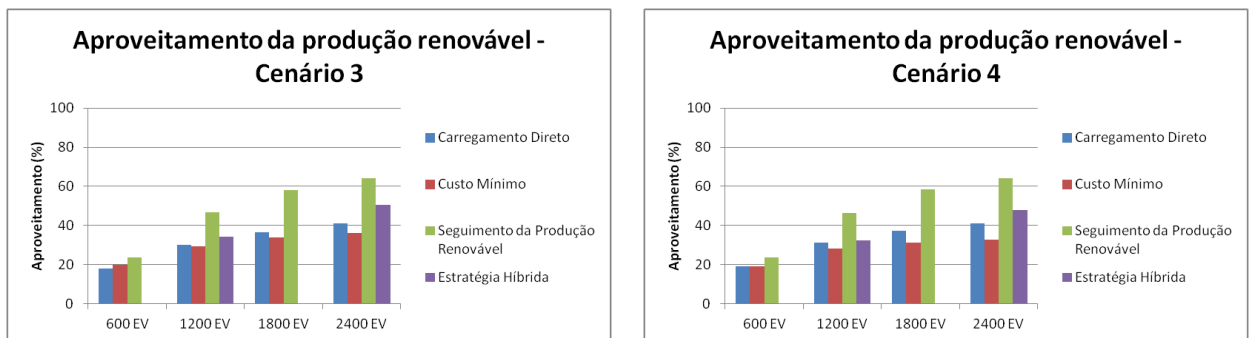 Aproveitamento da produção renovável -
Cenário 3
100
80
60
40
20
0
Aproveitamento (%)
600 EV
1200 EV
1800 EV
2400 EV
Carregamento Direto
Custo Mínimo
Seguimento da Produção
Renovável
Estratégia Híbrida
Aproveitamento da produção renovável -
Cenário 4
100
80
60
40
20
0
Aproveitamento (%)
600 EV
1200 EV
1800 EV
2400 EV
Carregamento Direto
Custo Mínimo
Seguimento da Produção
Renovável
Estratégia Híbrida